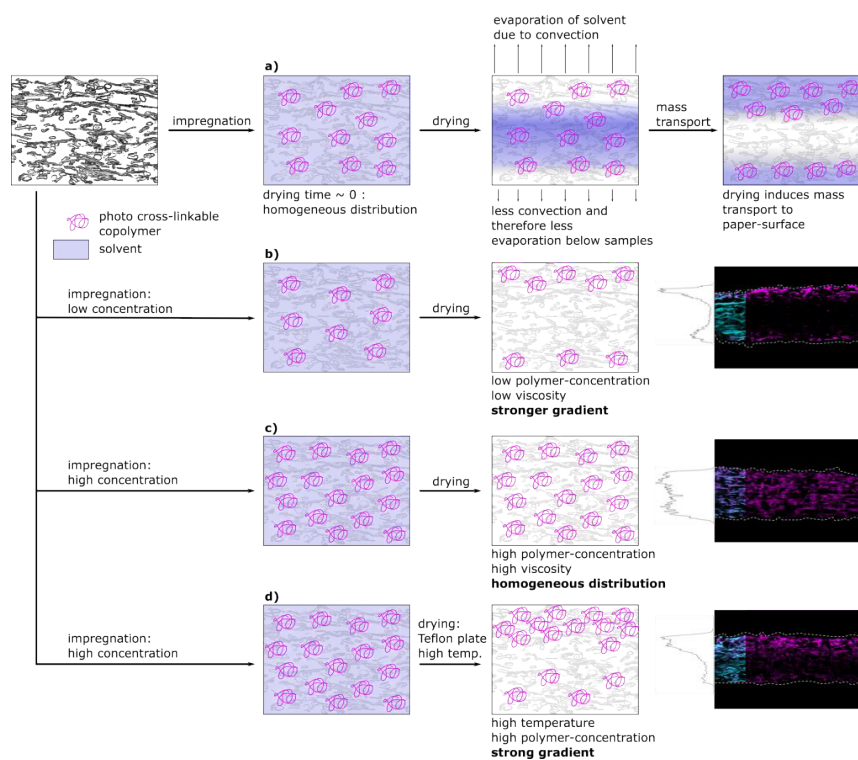 evaporation of solvent
due to convection
a)
impregnation
drying
mass
transport
drying time ~ 0 :
homogeneous distribution
less convection and
therefore less
evaporation below samples
drying induces mass
transport to
paper-surface
photo cross-linkable
copolymer
solvent
b)
impregnation:
low concentration
drying
low polymer-concentration
low viscosity
stronger gradient
c)
impregnation:
high concentration
drying
high polymer-concentration
high viscosity
homogeneous distribution
d)
impregnation:
high concentration
drying:
Teflon plate
high temp.
high temperature
high polymer-concentration
strong gradient